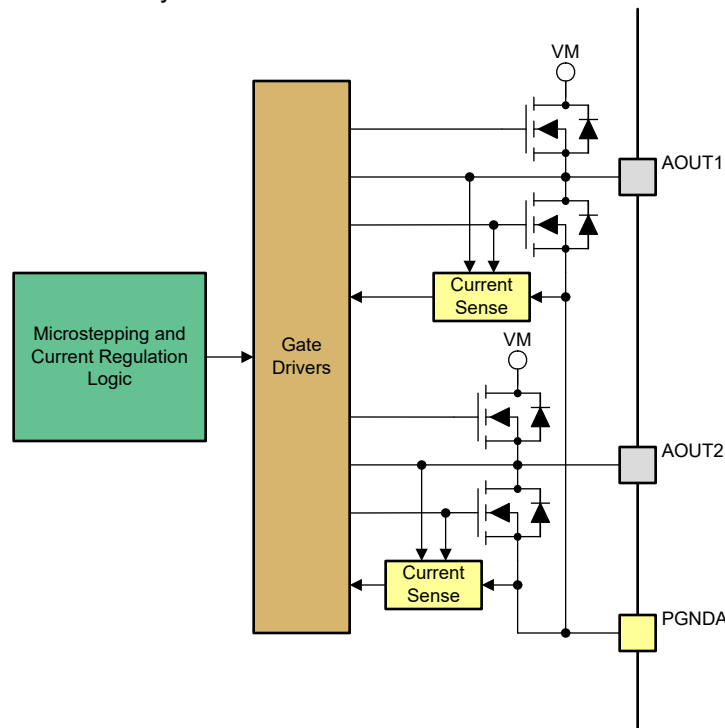 VM
AOUT1
Current
Sense
Microstepping and
Current Regulation
Logic
Gate
Drivers
VM
AOUT2
Current
Sense
PGNDA